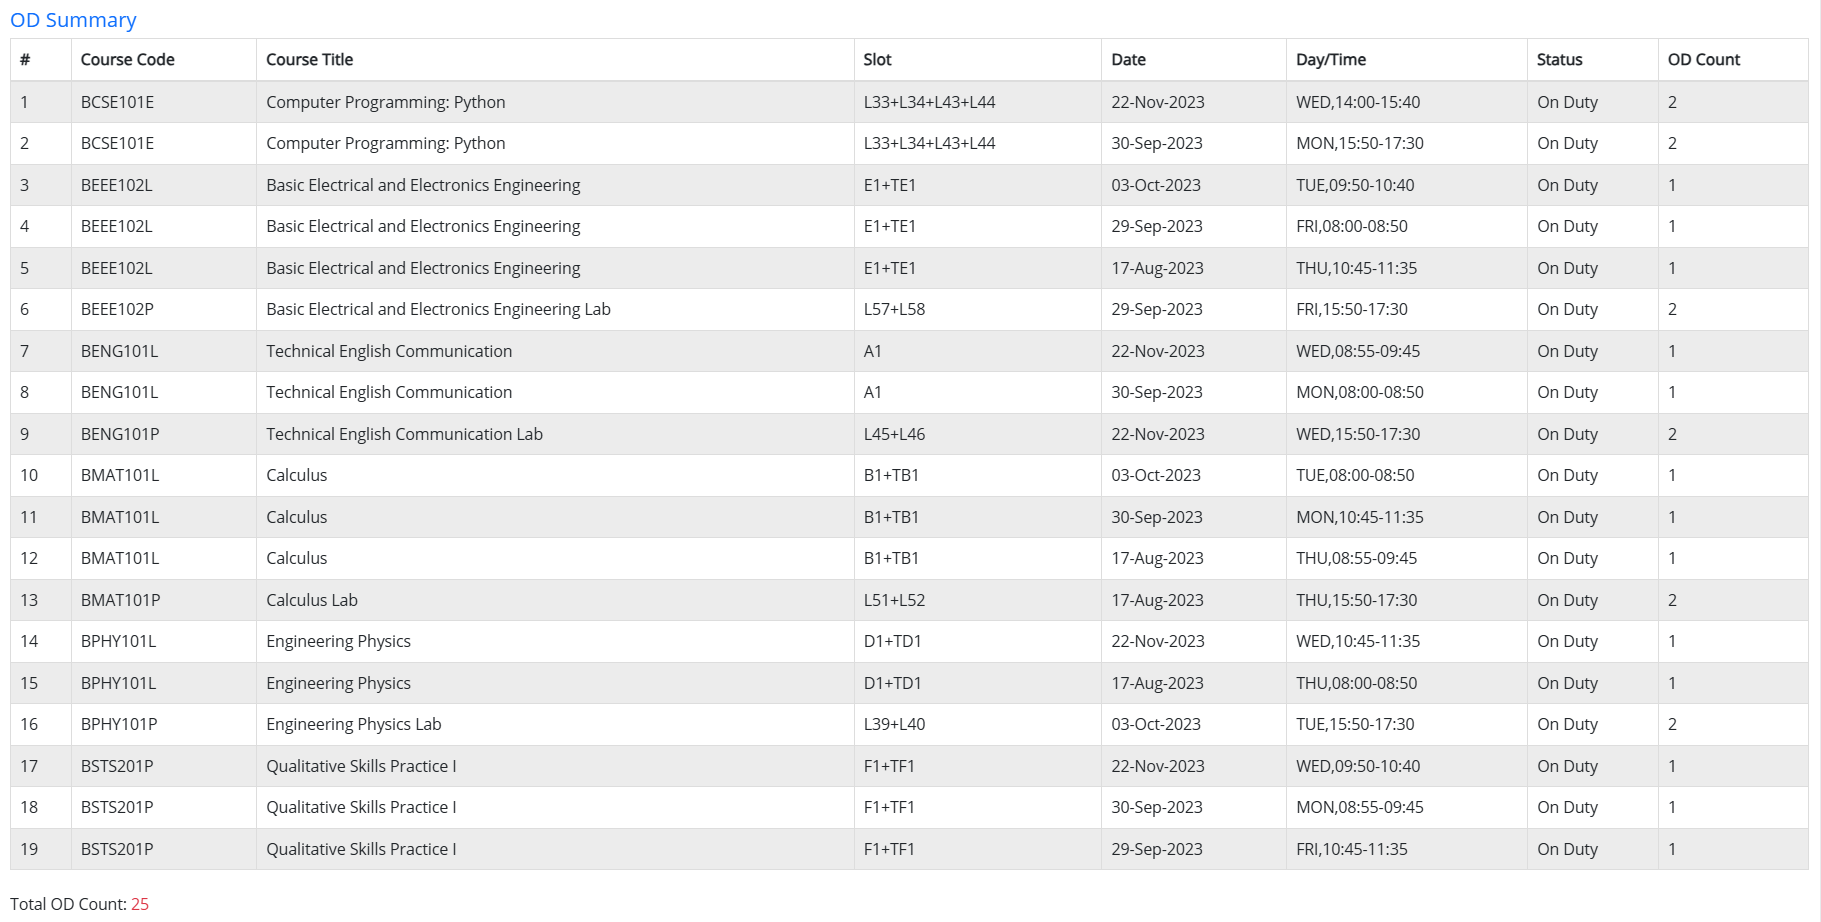 OD Summary
# Course Code Course Title Slot Date Day/Time Status OD Count
1 BCSE101E Computer Programming: Python L33+L34+L43+L44 22-Nov-2023 WED,14:00-15:40 On Duty 2
2 BCSE101E Computer Programming: Python L33+L34+L43+L44 30-Sep-2023 MON,15:50-17:30 On Duty 2
3 BEEE102L Basic Electrical and Electronics Engineering E1+TE1 03-Oct-2023 TUE,09:50-10:40 On Duty 1
4 BEEE102L Basic Electrical and Electronics Engineering E1+TE1 29-Sep-2023 FRI,08:00-08:50 On Duty 1
5 BEEE102L Basic Electrical and Electronics Engineering E1+TE1 17-Aug-2023 THU,10:45-11:35 On Duty 1
6 BEEE102P Basic Electrical and Electronics Engineering Lab L57+L58 29-Sep-2023 FRI,15:50-17:30 On Duty 2
7 BENG101L Technical English Communication A1 22-Nov-2023 WED,08:55-09:45 On Duty 1
8 BENG101L Technical English Communication A1 30-Sep-2023 MON,08:00-08:50 On Duty 1
9 BENG101P Technical English Communication Lab L45+L46 22-Nov-2023 WED,15:50-17:30 On Duty 2
10 BMAT101L Calculus B1+TB1 03-Oct-2023 TUE,08:00-08:50 On Duty 1
11 BMAT101L Calculus B1+TB1 30-Sep-2023 MON,10:45-11:35 On Duty 1
12 BMAT101L Calculus B1+TB1 17-Aug-2023 THU,08:55-09:45 On Duty 1
13 BMAT101P Calculus Lab L51+L52 17-Aug-2023 THU,15:50-17:30 On Duty 2
14 BPHY101L Engineering Physics D1+TD1 22-Nov-2023 WED,10:45-11:35 On Duty 1
15 BPHY101L Engineering Physics D1+TD1 17-Aug-2023 THU,08:00-08:50 On Duty 1
16 BPHY101P Engineering Physics Lab L39+L40 03-Oct-2023 TUE,15:50-17:30 On Duty 2
17 BSTS201P Qualitative Skills Practice I F1+TF1 22-Nov-2023 WED,09:50-10:40 On Duty 1
18 BSTS201P Qualitative Skills Practice I F1+TF1 30-Sep-2023 MON,08:55-09:45 On Duty 1
19 BSTS201P Qualitative Skills Practice I F1+TF1 29-Sep-2023 FRI,10:45-11:35 On Duty 1
Total OD Count: 25